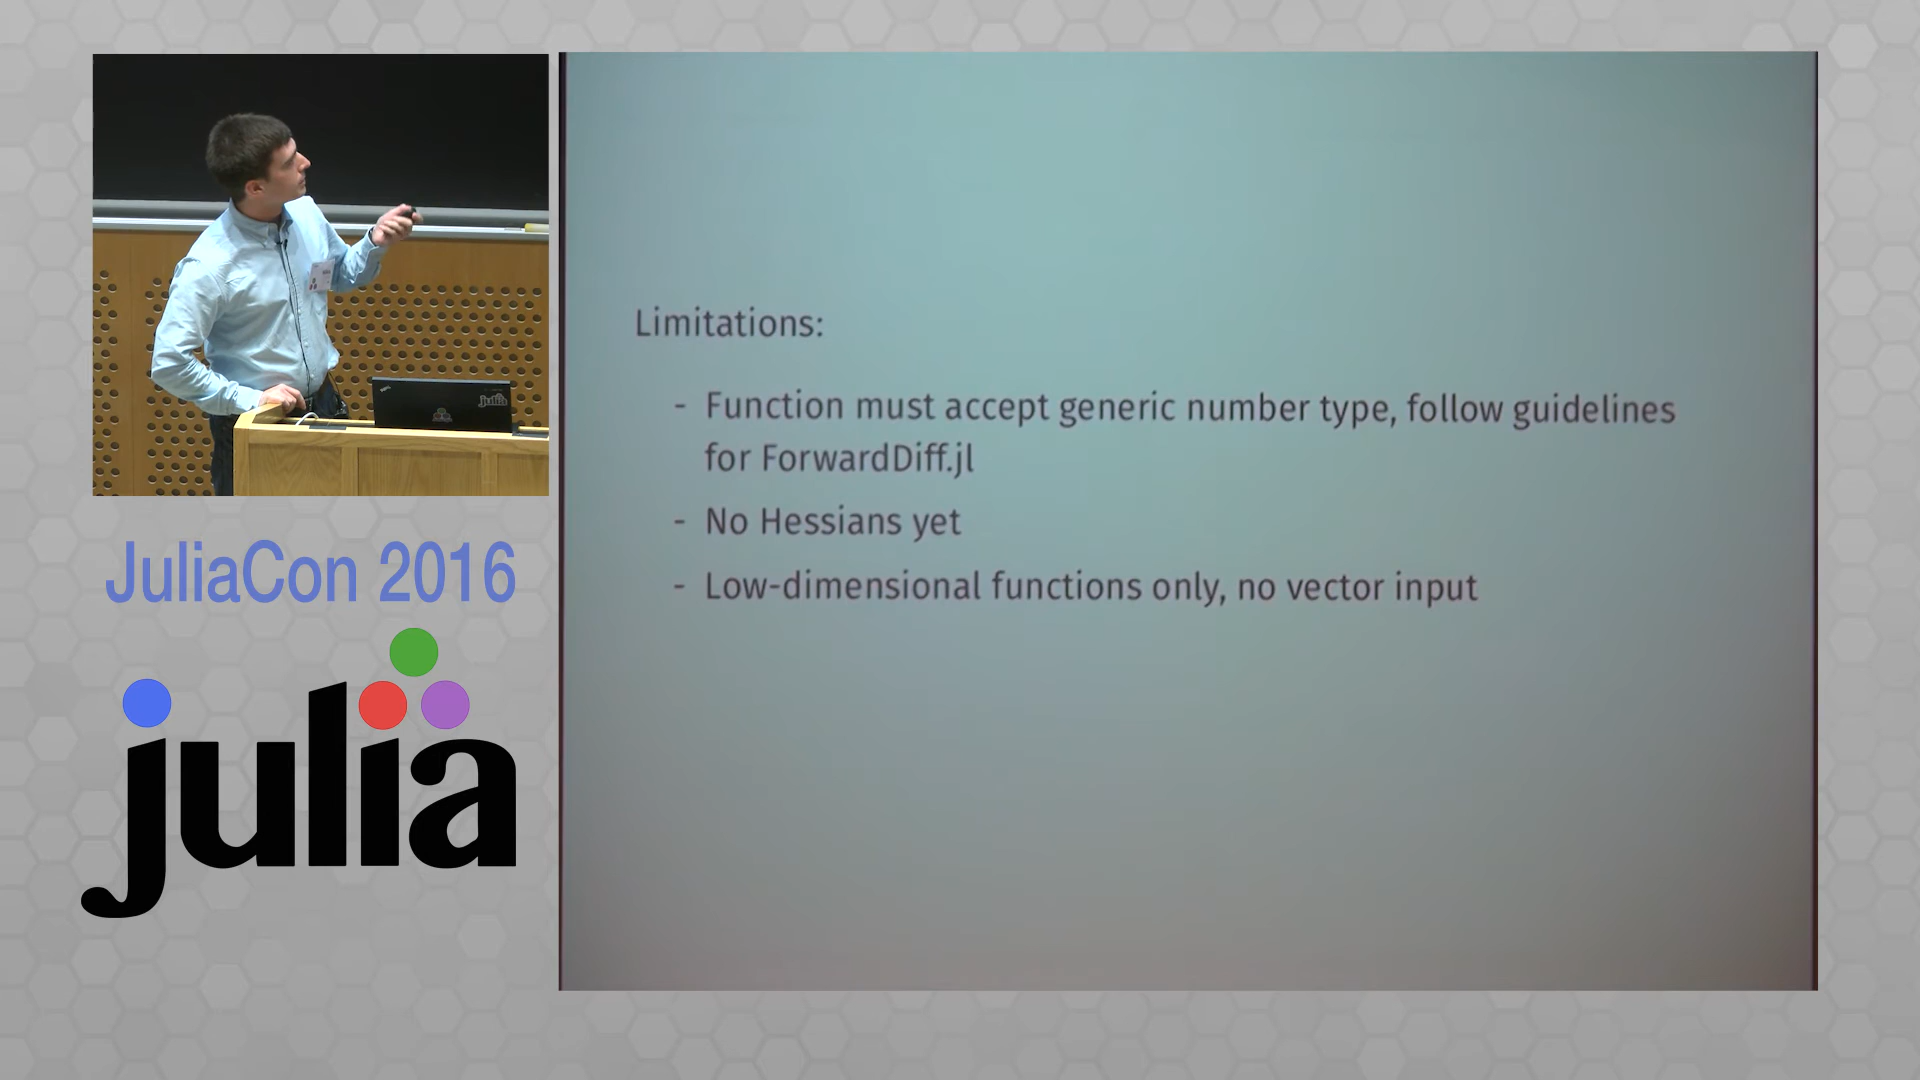 Limitations:
- Function must accept generic number type, follow guidelines
for ForwardDiff.jl
- No Hessians yet
- Low-dimensional functions only, no vector input
julia
JuliaCon 2016
julia